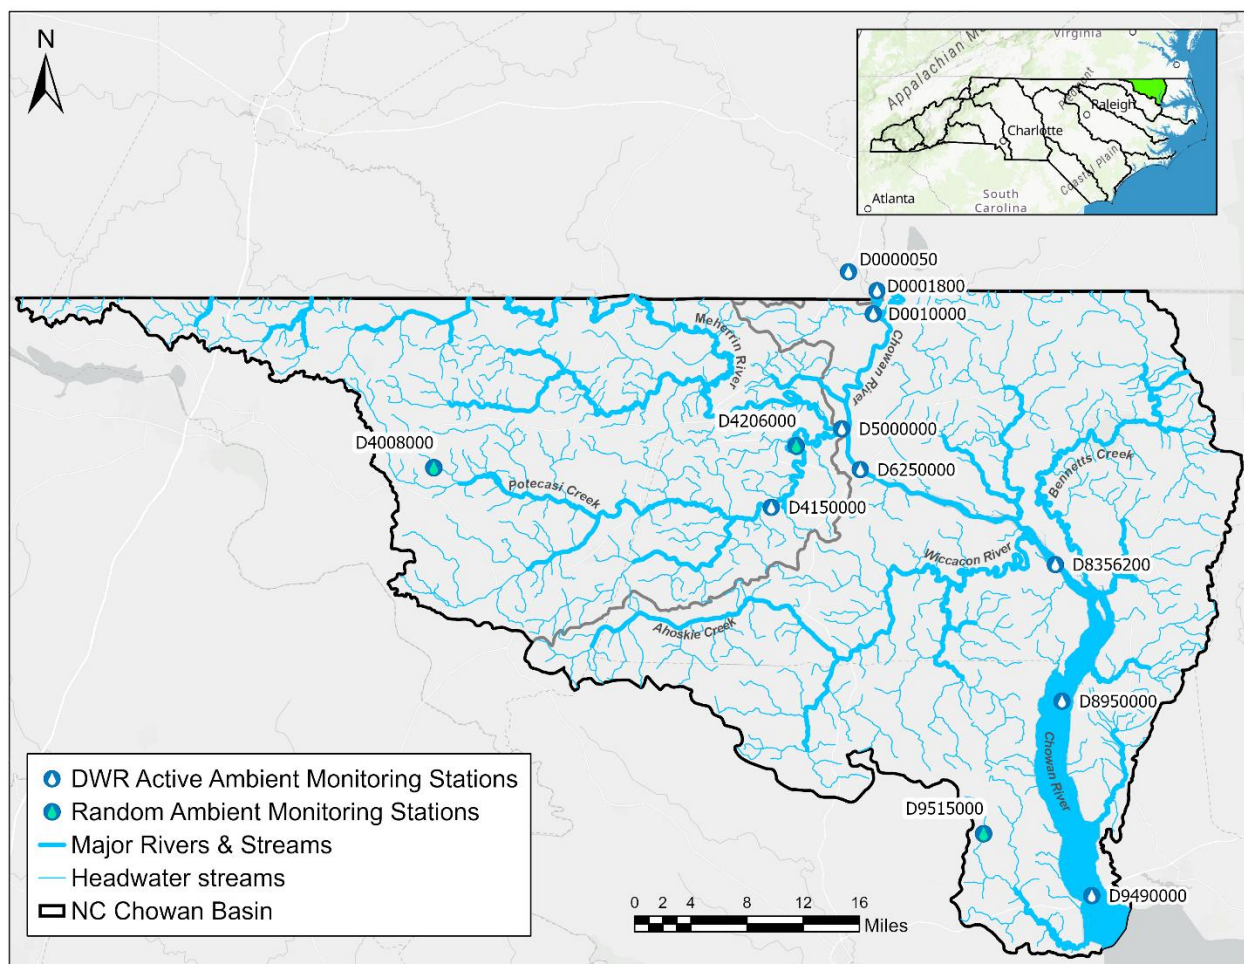 N
Virginia
Appalachian M
Piedmont
Raleigh
Charlotte
Coastal Plain
Atlanta
South
Carolina
D0000050
D0001800
D0010000
Meherrin River
Chowan River
D4206000
D5000000
D4008000
D6250000
Bennetts Creek
Potecasi Creek
D4150000
Wiccacon River
D8356200
Ahoskie Creek
D8950000
Chowan River
DWR Active Ambient Monitoring Stations
Random Ambient Monitoring Stations
Major Rivers & Streams
Headwater streams
NC Chowan Basin
D9515000
D9490000
0 2 4 8 12 16
Miles